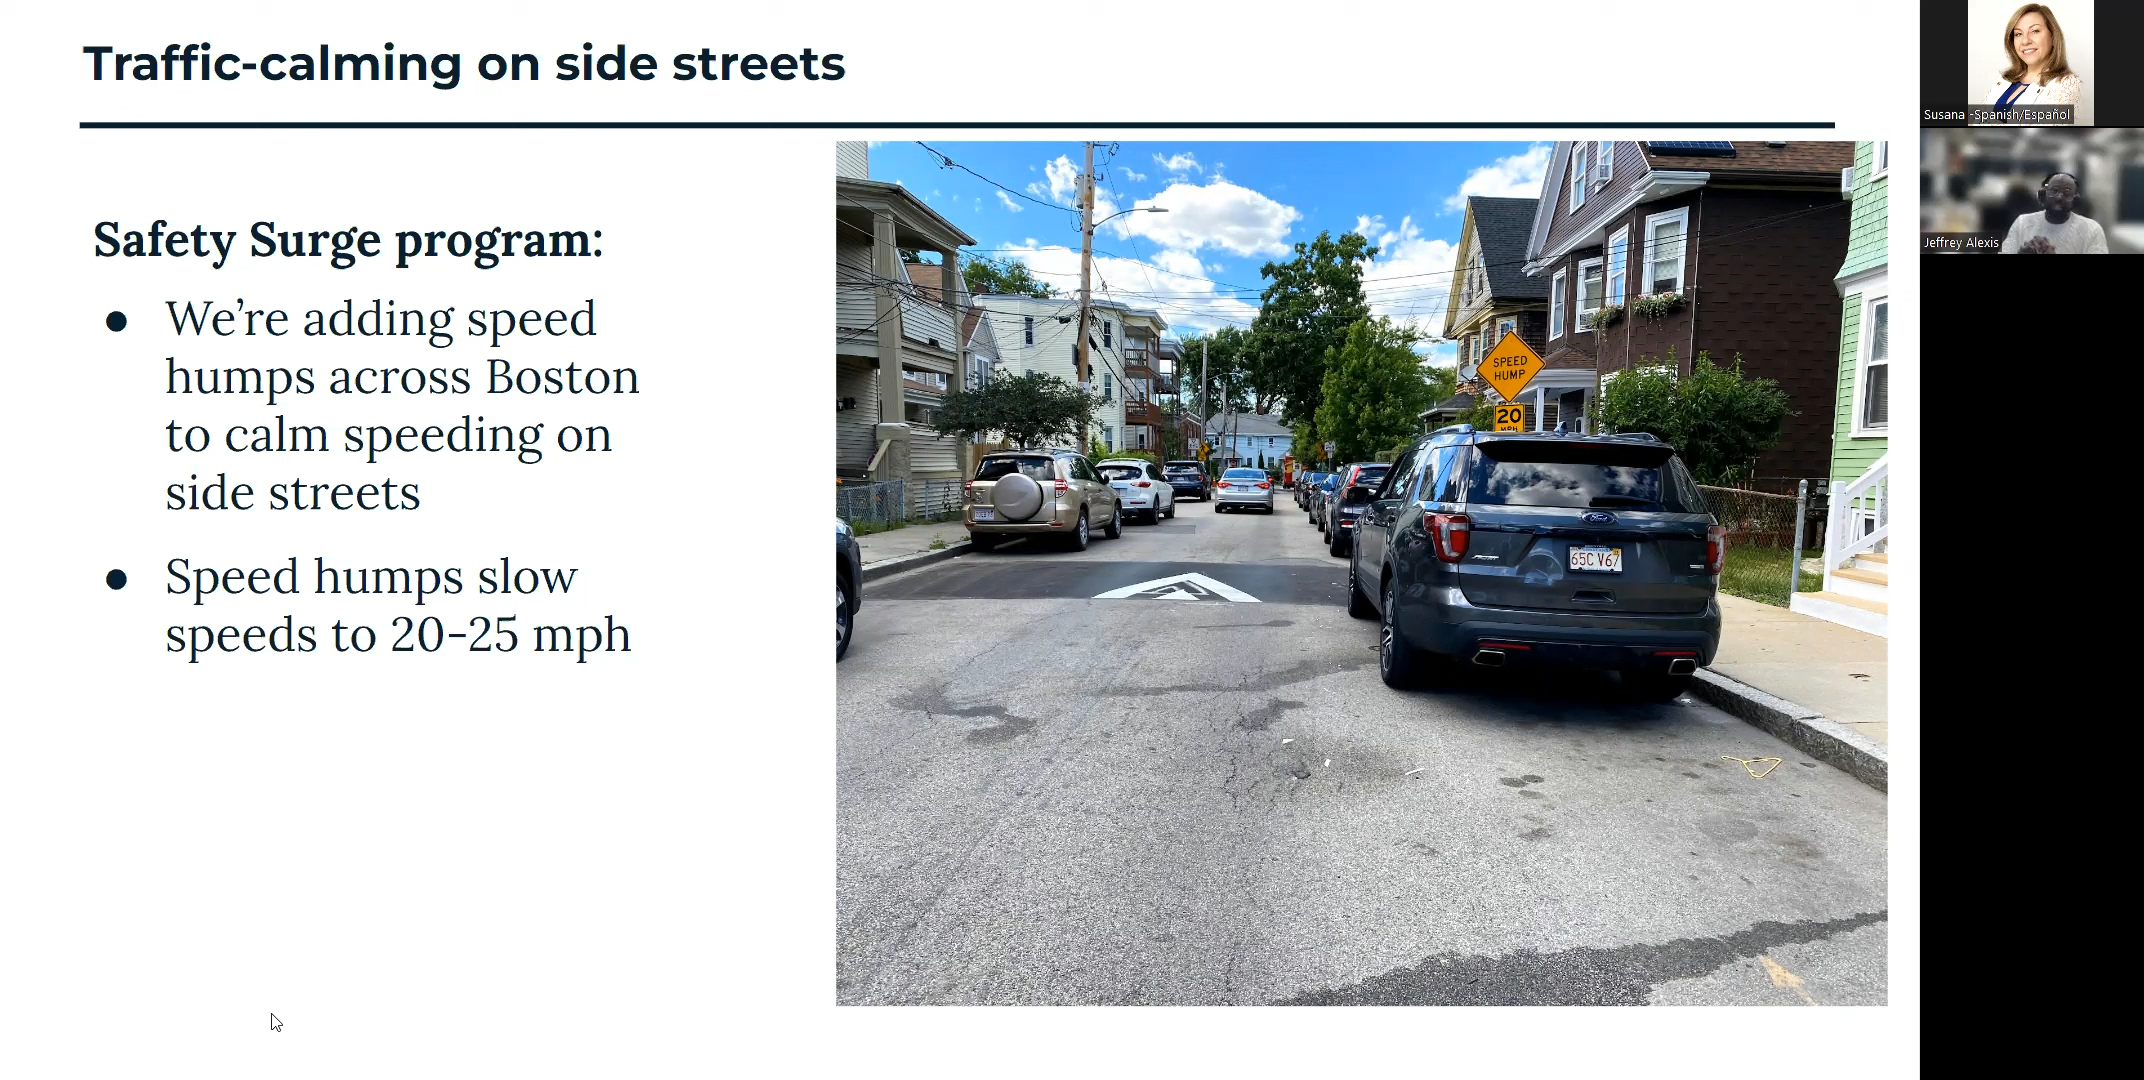 Traffic-calming on side streets
Safety Surge program:
● We’re adding speed
humps across Boston
to calm speeding on
side streets
● Speed humps slow
speeds to 20-25 mph
SPEED
HUMP
20
MPH
Ford
65C V67
Susana -Spanish/Español
Jeffrey Alexis